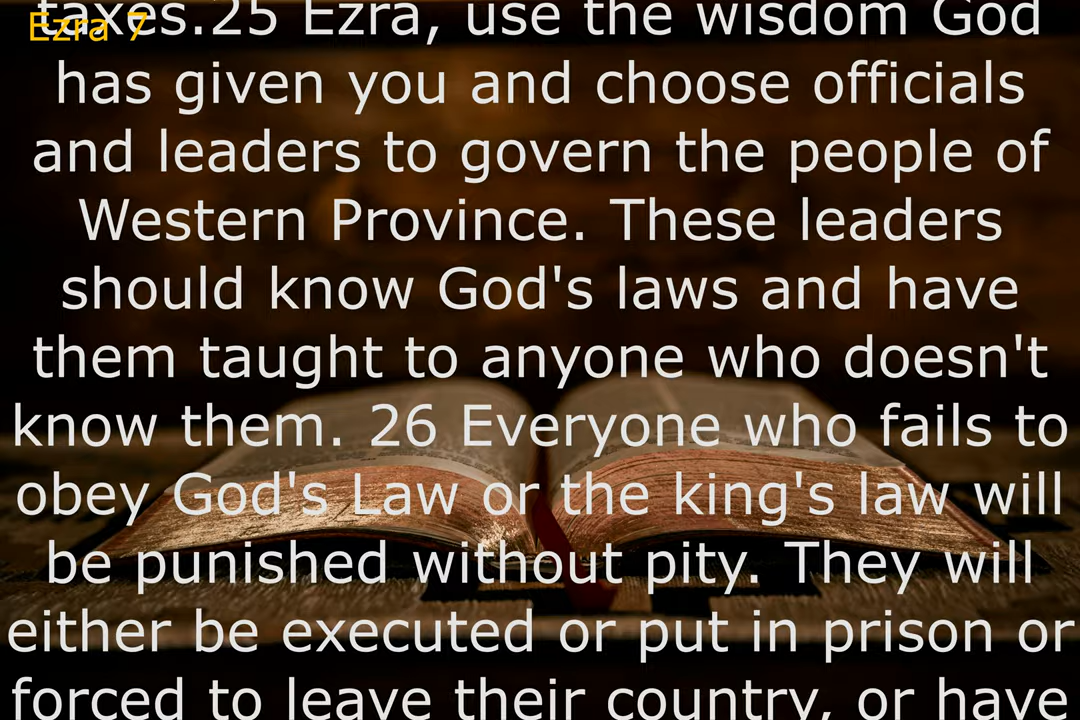 Ezra 7
taxes.25 Ezra, use the wisdom God
has given you and choose officials
and leaders to govern the people of
Western Province. These leaders
should know God's laws and have
them taught to anyone who doesn't
know them. 26 Everyone who fails to
obey God's Law or the king's law will
be punished without pity. They will
either be executed or put in prison or
forced to leave their country, or have